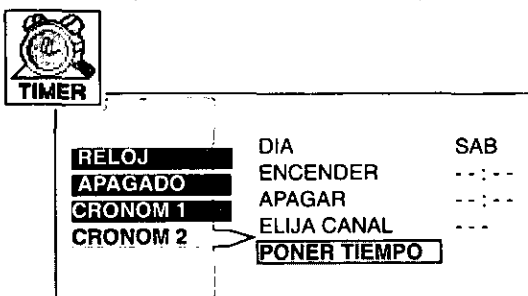 TIMER
RELOJ
APAGADO
CRONOM 1
CRONOM 2
DIA SAB
ENCENDER --:--
APAGAR --:--
ELIJA CANAL ---
PONER TIEMPO